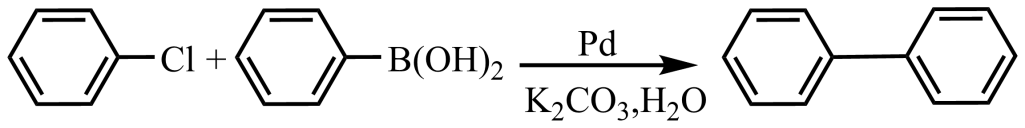 Cl + B(OH)₂ Pd
K₂CO₃,H₂O